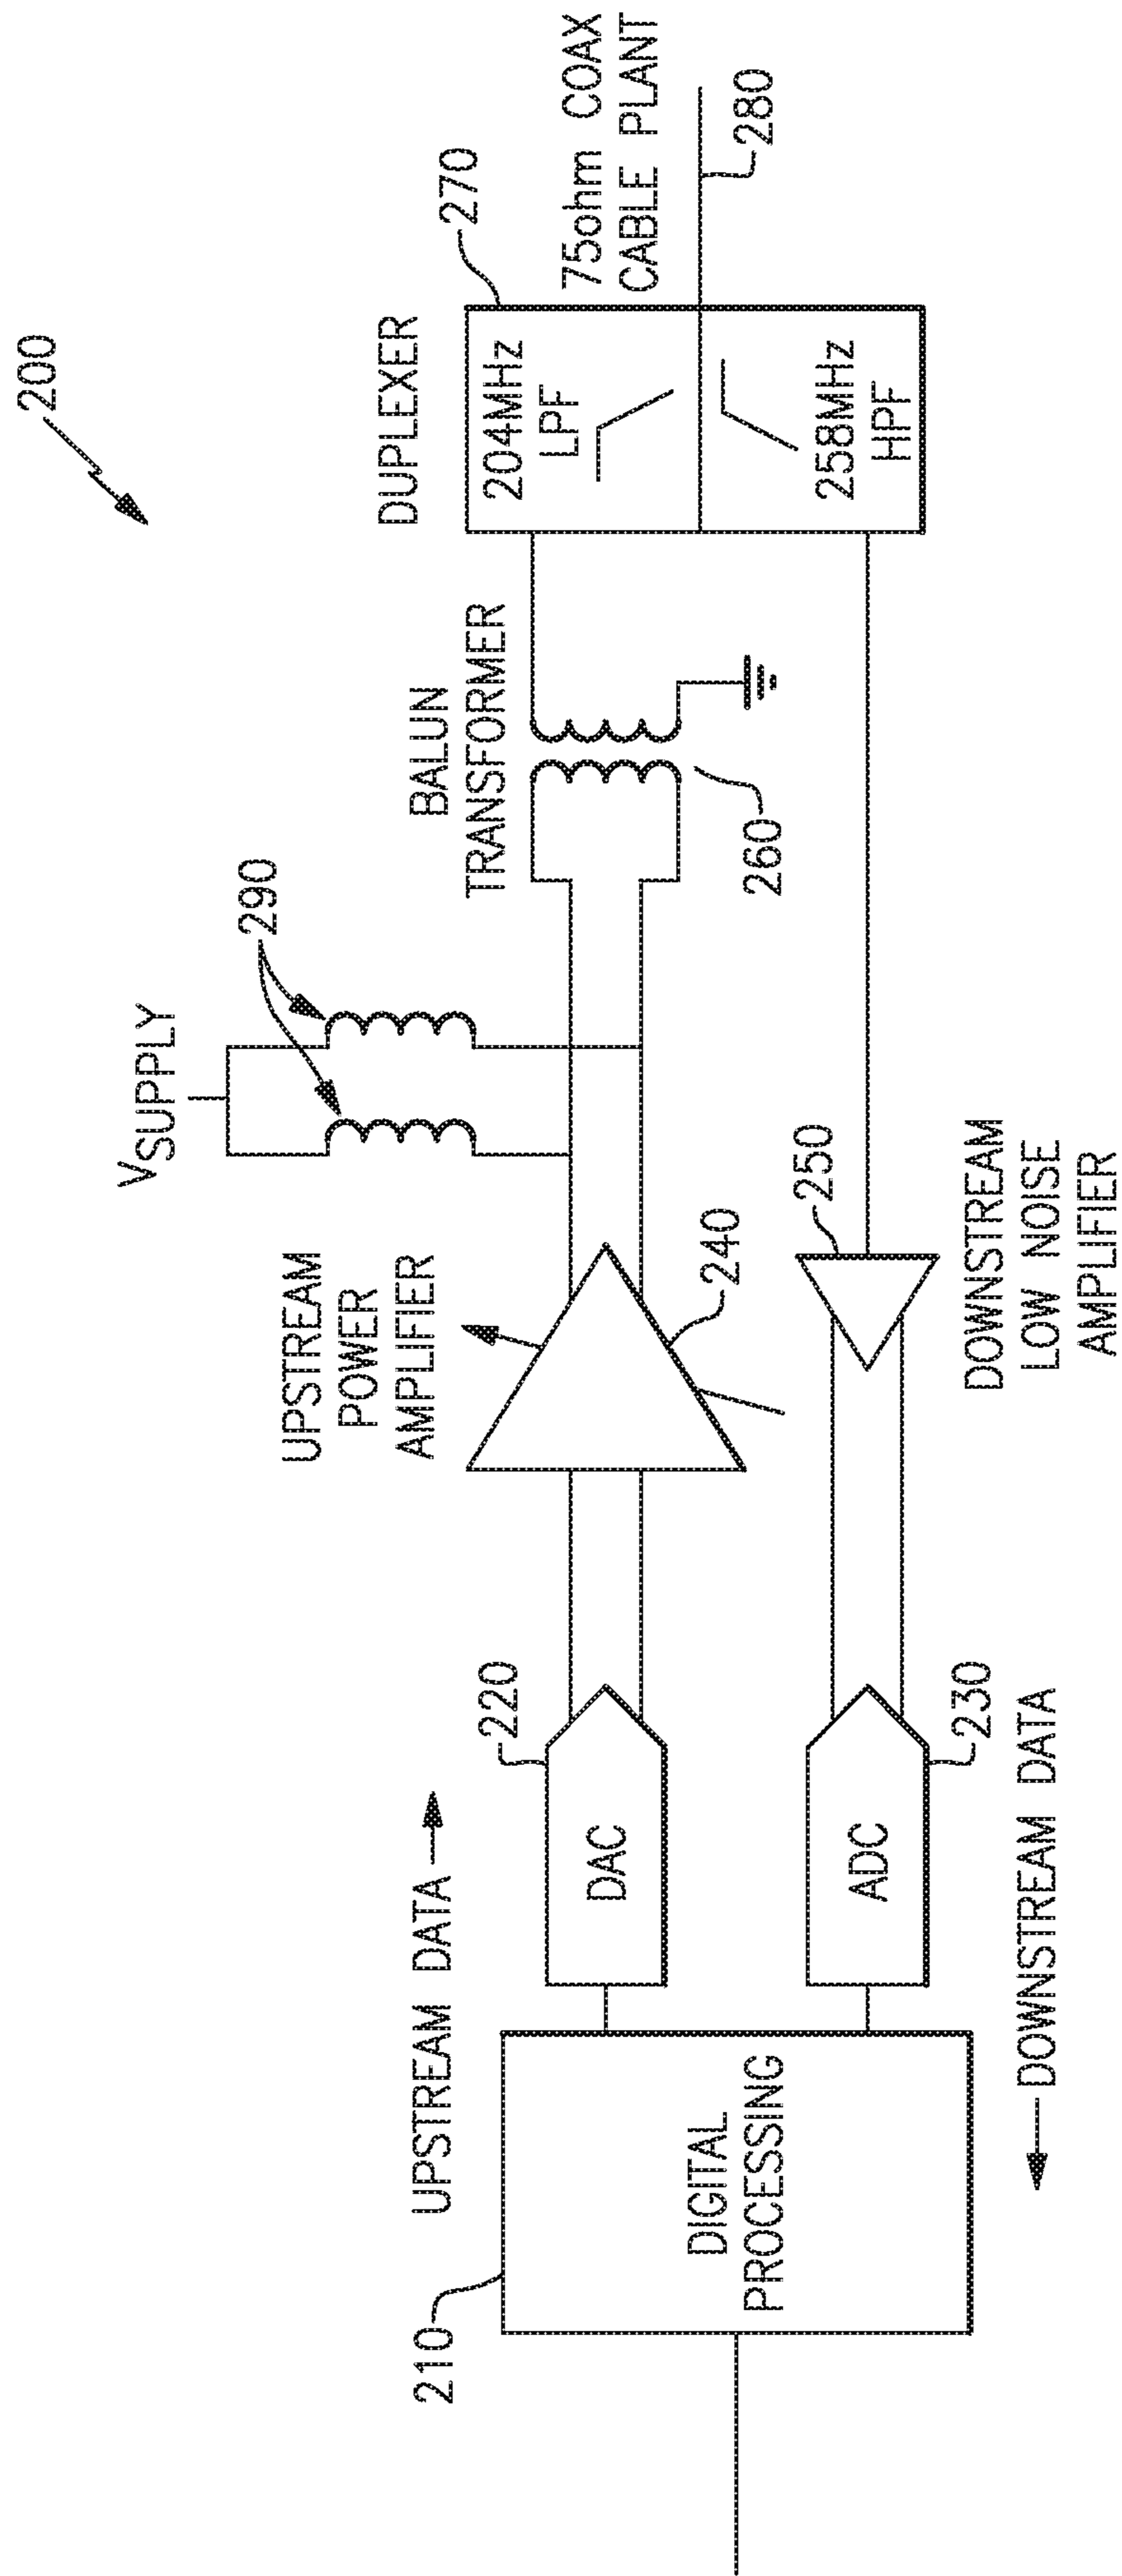 200
VSUPPLY
290
UPSTREAM
POWER
AMPLIFIER
240
BALUN
TRANSFORMER
260
DUPLEXER
270
204MHz
LPF
258MHz
HPF
75ohm COAX
CABLE PLANT
280
UPSTREAM DATA
210
DIGITAL
PROCESSING
220
DAC
ADC
230
DOWNSTREAM DATA
250
DOWNSTREAM
LOW NOISE
AMPLIFIER